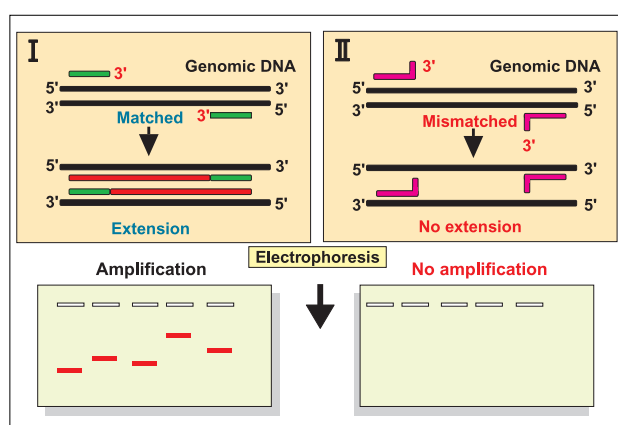 I
3'
Genomic DNA
5' 3'
3' 5'
Matched 3'
5' 3'
3' 5'
Extension
II
3'
Genomic DNA
5' 3'
3' 5'
Mismatched
3'
5' 3'
3' 5'
No extension
Electrophoresis
Amplification
No amplification